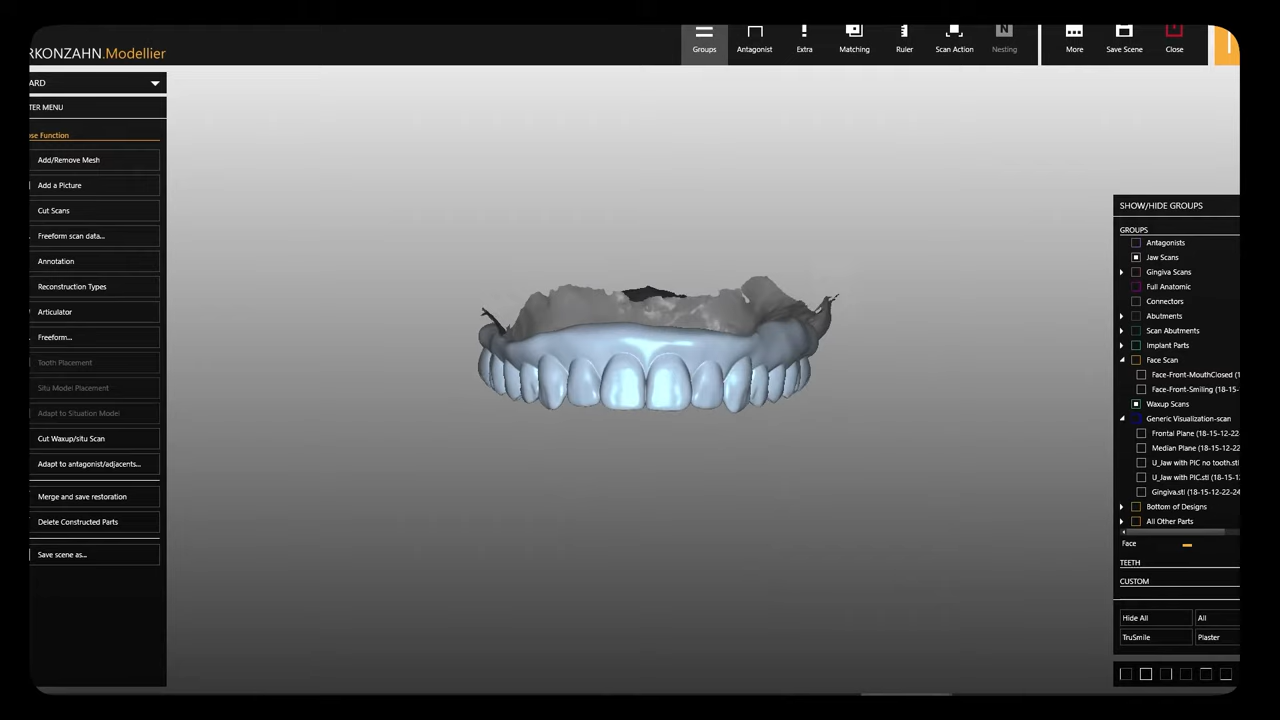 RKONZAHN.Modellier
Groups
Antagonist
Extra
Matching
Ruler
Scan Action
Nesting
More
Save Scene
Close
ARD
TER MENU
se Function
Add/Remove Mesh
Add a Picture
Cut Scans
Freeform scan data...
Annotation
Reconstruction Types
Articulator
Freeform...
Tooth Placement
Situ Model Placement
Adapt to Situation Model
Cut Waxup/situ Scan
Adapt to antagonist/adjacents...
Merge and save restoration
Delete Constructed Parts
Save scene as...
SHOW/HIDE GROUPS
GROUPS
Antagonists
Jaw Scans
Gingiva Scans
Full Anatomic
Connectors
Abutments
Scan Abutments
Implant Parts
Face Scan
Face-Front-MouthClosed (1
Face-Front-Smiling (18-15-
Waxup Scans
Generic Visualization-scan
Frontal Plane (18-15-12-22-
Median Plane (18-15-12-22
U_Jaw with PIC no tooth.stl
U_Jaw with PIC.stl (18-15-1
Gingiva.stl (18-15-12-22-24
Bottom of Designs
All Other Parts
Face
TEETH
CUSTOM
Hide All
All
TruSmile
Plaster